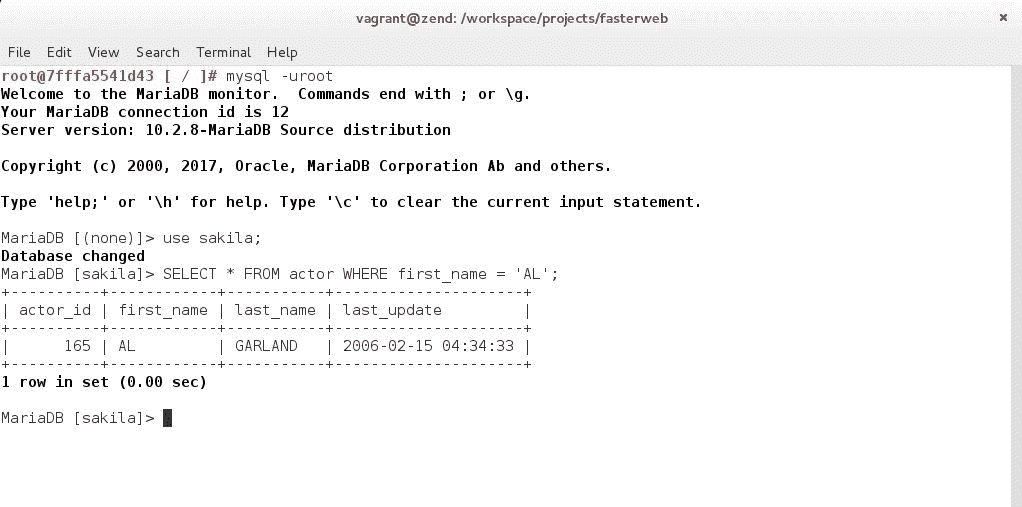 vagrant@zend: /workspace/projects/fasterweb ×
File Edit View Search Terminal Help
root@7fffa5541d43 [ / ]# mysql -uroot
Welcome to the MariaDB monitor.  Commands end with ; or \g.
Your MariaDB connection id is 12
Server version: 10.2.8-MariaDB Source distribution
Copyright (c) 2000, 2017, Oracle, MariaDB Corporation Ab and others.
Type 'help;' or '\h' for help. Type '\c' to clear the current input statement.
MariaDB [(none)]> use sakila;
Database changed
MariaDB [sakila]> SELECT * FROM actor WHERE first_name = 'AL';
+----------+------------+-----------+---------------------+
| actor_id | first_name | last_name | last_update         |
+----------+------------+-----------+---------------------+
|      165 | AL         | GARLAND   | 2006-02-15 04:34:33 |
+----------+------------+-----------+---------------------+
1 row in set (0.00 sec)
MariaDB [sakila]>